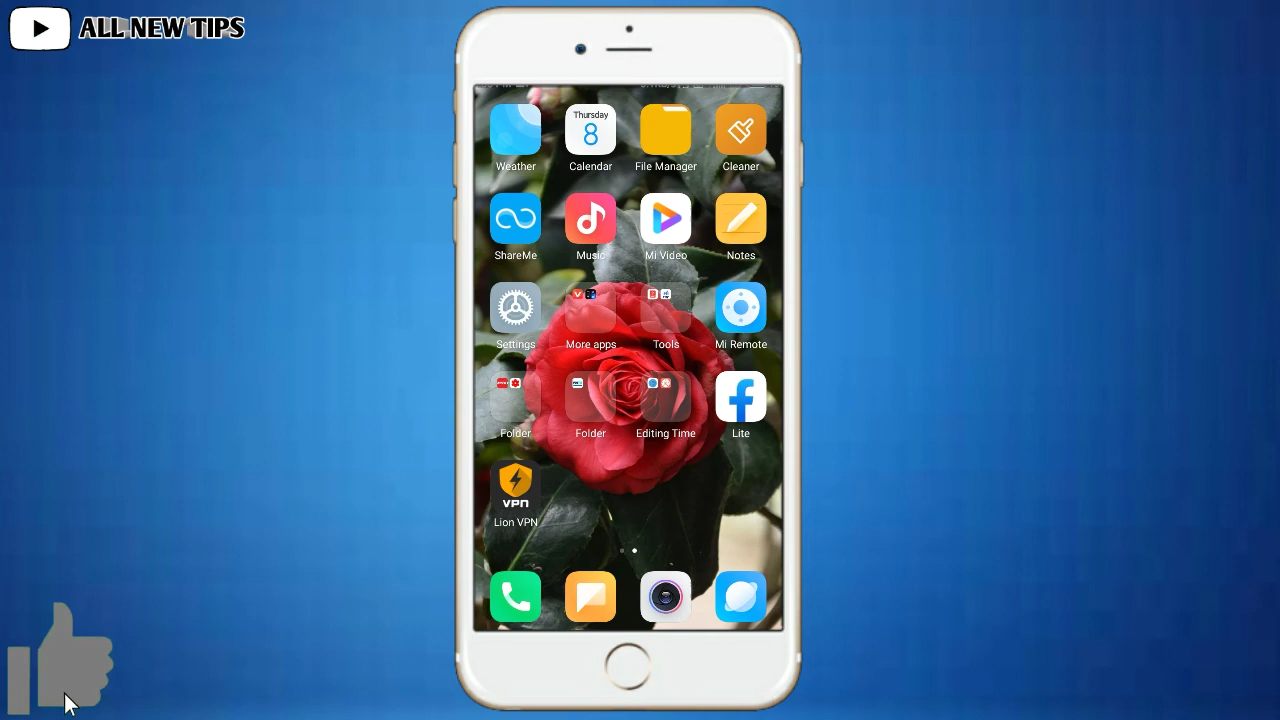 ALL NEW TIPS
Thursday
8
Weather Calendar File Manager Cleaner
ShareMe Music Mi Video Notes
Settings More apps Tools Mi Remote
Folder Folder Editing Time Lite
VPN
Lion VPN